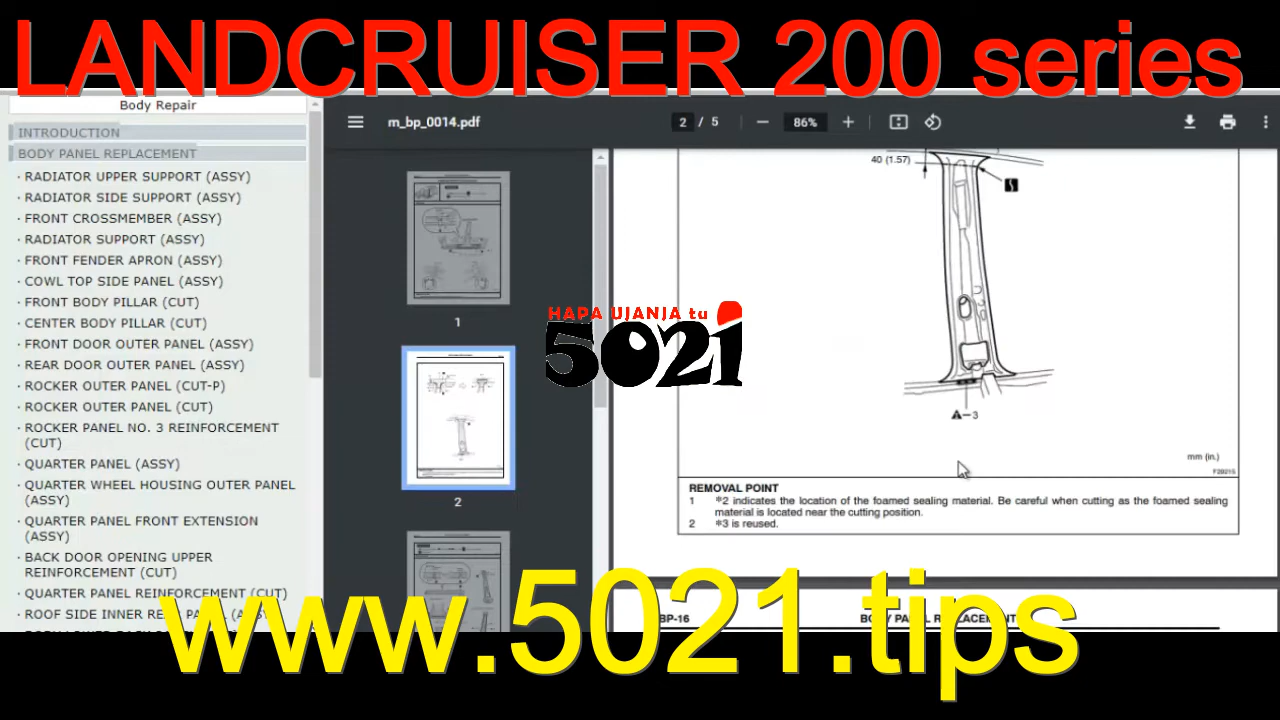 LANDCRUISER 200 series
Body Repair
INTRODUCTION
BODY PANEL REPLACEMENT
· RADIATOR UPPER SUPPORT (ASSY)
· RADIATOR SIDE SUPPORT (ASSY)
· FRONT CROSSMEMBER (ASSY)
· RADIATOR SUPPORT (ASSY)
· FRONT FENDER APRON (ASSY)
· COWL TOP SIDE PANEL (ASSY)
· FRONT BODY PILLAR (CUT)
· CENTER BODY PILLAR (CUT)
· FRONT DOOR OUTER PANEL (ASSY)
· REAR DOOR OUTER PANEL (ASSY)
· ROCKER OUTER PANEL (CUT-P)
· ROCKER OUTER PANEL (CUT)
· ROCKER PANEL NO. 3 REINFORCEMENT
(CUT)
· QUARTER PANEL (ASSY)
· QUARTER WHEEL HOUSING OUTER PANEL
(ASSY)
· QUARTER PANEL FRONT EXTENSION
(ASSY)
· BACK DOOR OPENING UPPER
REINFORCEMENT (CUT)
· QUARTER PANEL REINFORCEMENT (CUT)
· ROOF SIDE INNER
m_bp_0014.pdf
2 / 5
86%
1
2
40 (1.57)
HAPA UJANJA tu
5021
A–3
mm (in.)
F29215
REMOVAL POINT
1 *2 indicates the location of the foamed sealing material. Be careful when cutting as the foamed sealing
material is located near the cutting position.
2 *3 is reused.
BP-16
BODY PANEL REPLACEMENT
www.5021.tips